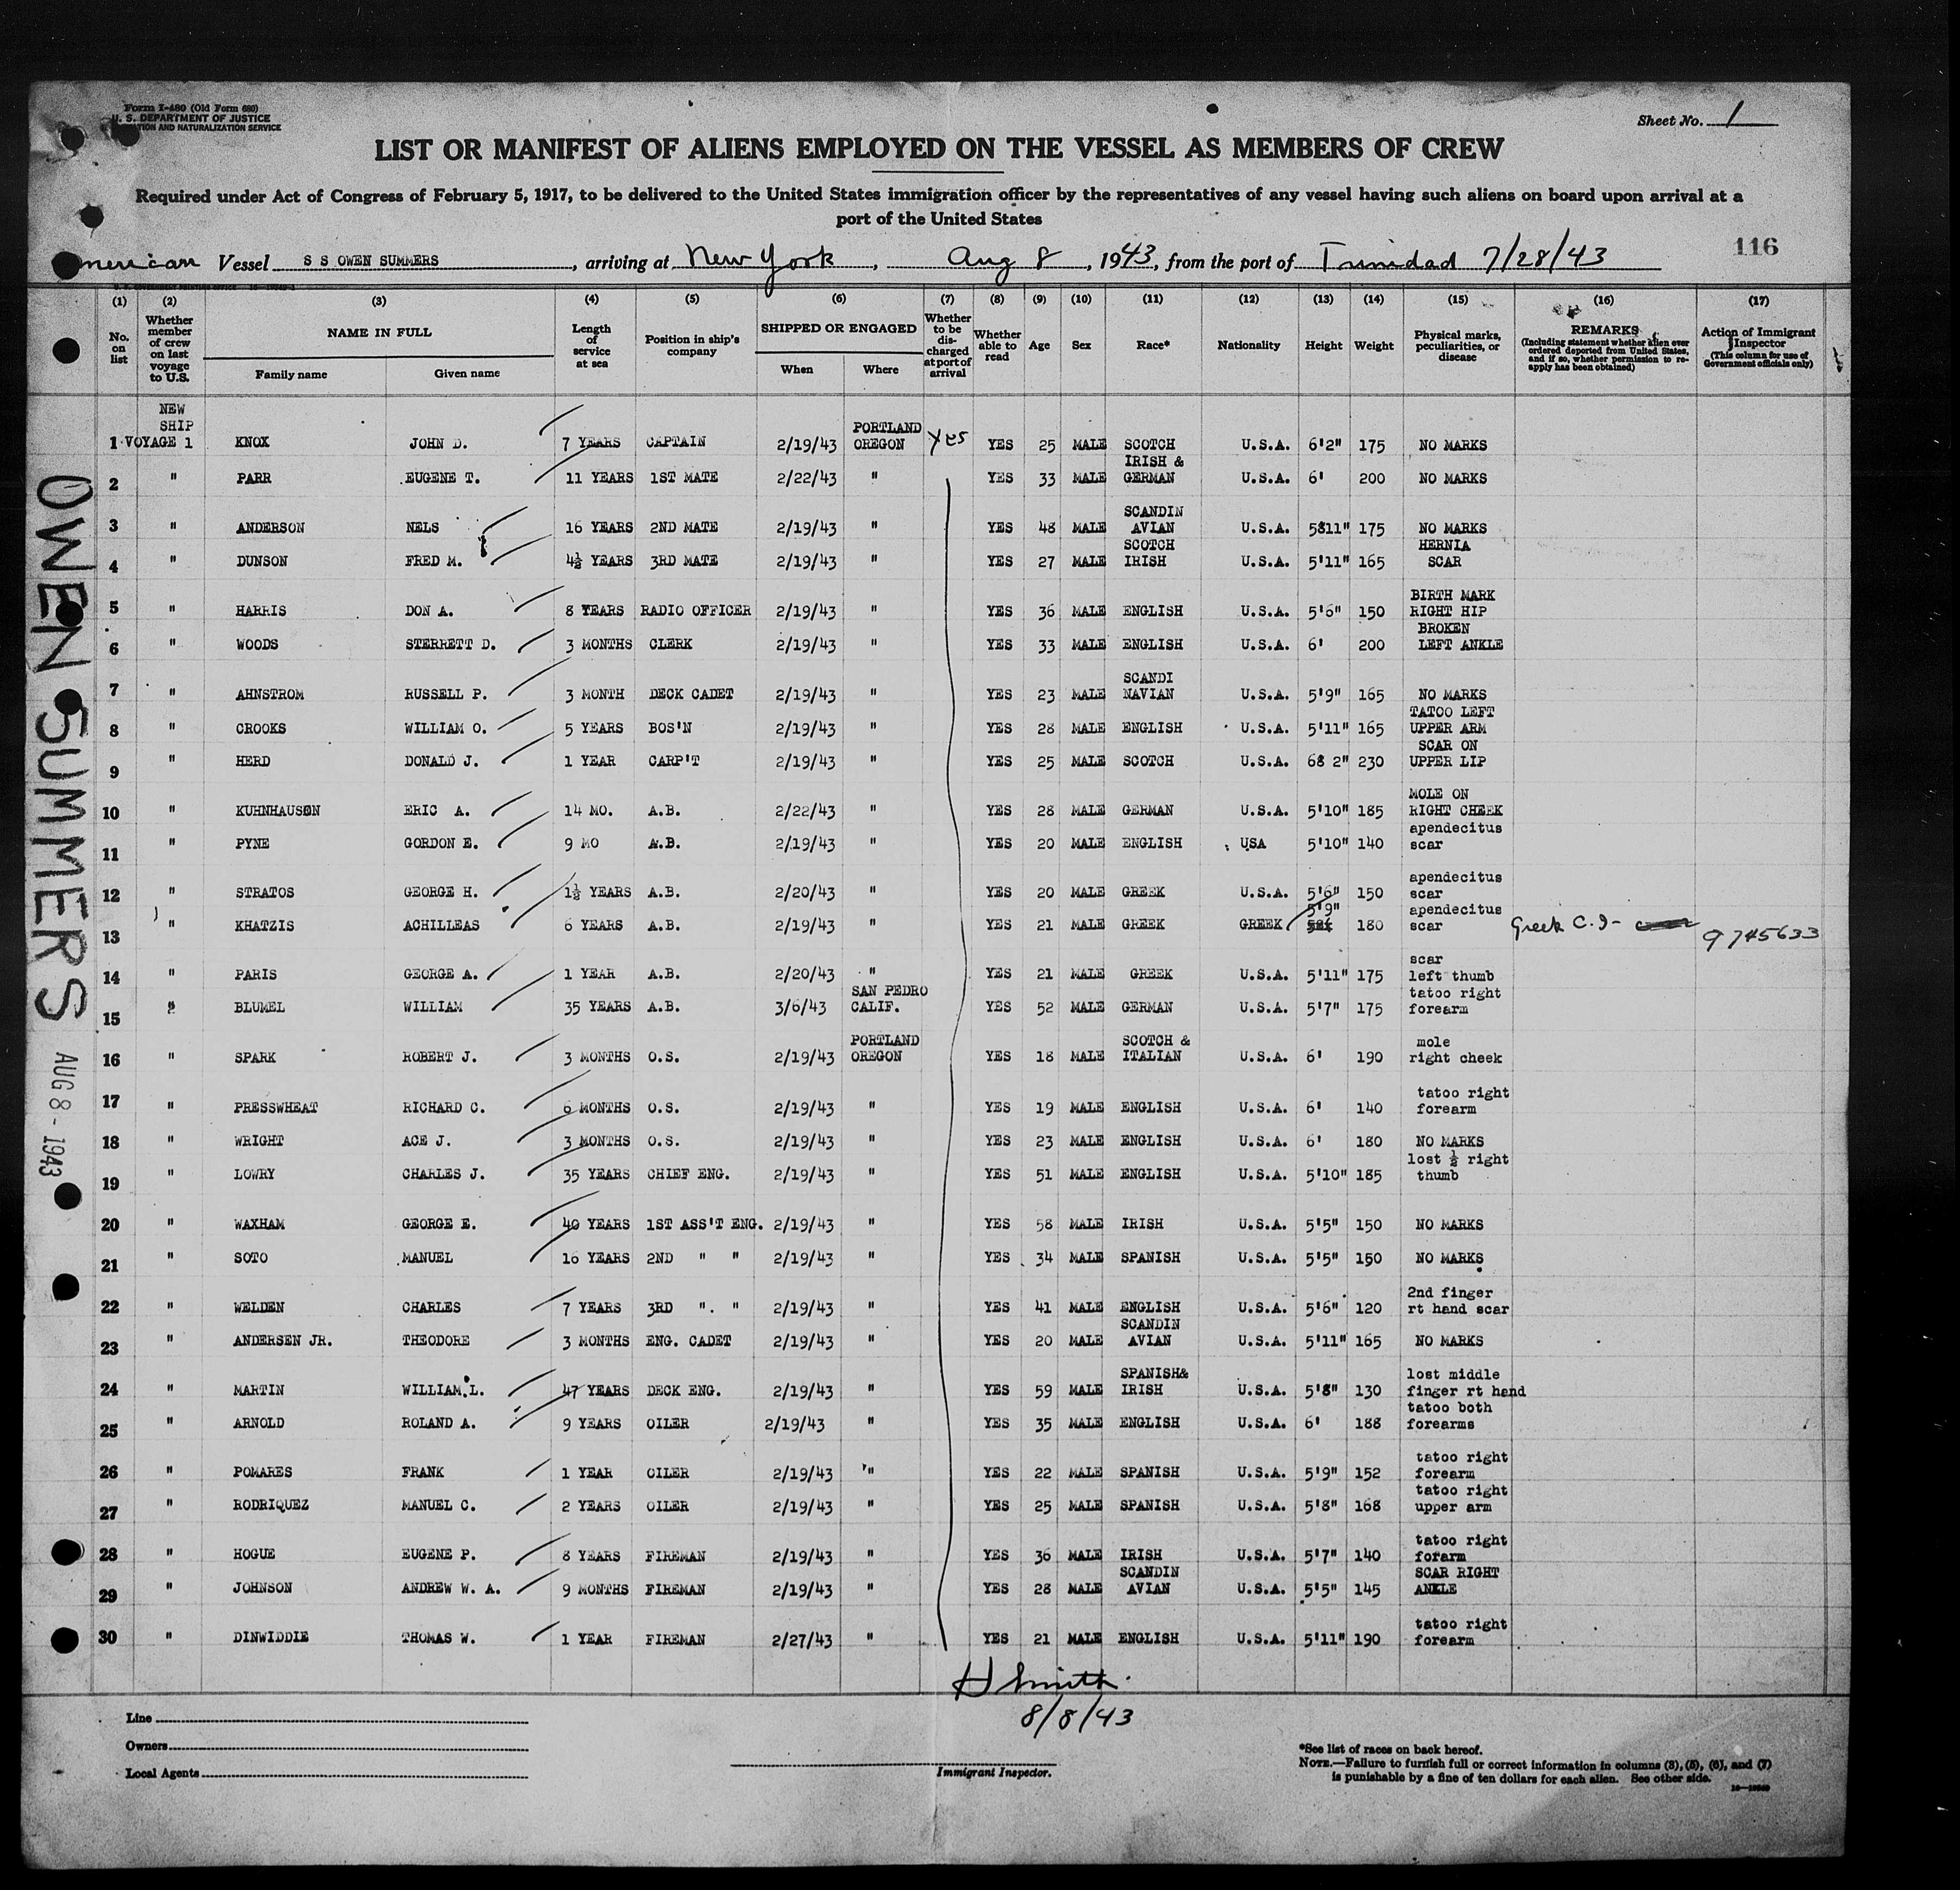 Form I-480 (Old Form 680)
U. S. DEPARTMENT OF JUSTICE
AND NATURALIZATION SERVICE
Sheet No. 1
LIST OR MANIFEST OF ALIENS EMPLOYED ON THE VESSEL AS MEMBERS OF CREW
Required under Act of Congress of February 5, 1917, to be delivered to the United States immigration officer by the representatives of any vessel having such aliens on board upon arrival at a
port of the United States
116
American Vessel S S OWEN SUMMERS, arriving at New York, Aug 8, 1943, from the port of Trinidad 7/28/43
(1) (2) (3) (4) (5) (6) (7) (8) (9) (10) (11) (12) (13) (14) (15) (16) (17)
No. on list
Whether member of crew on last voyage to U.S.
NAME IN FULL
Family name Given name
Length of service at sea
Position in ship's company
SHIPPED OR ENGAGED
When Where
Whether to be discharged at port of arrival
Whether able to read
Age
Sex
Race*
Nationality
Height
Weight
Physical marks, peculiarities, or disease
REMARKS
(Including statement whether alien ever ordered deported from United States, and if so, whether permission to re-apply has been obtained)
Action of Immigrant Inspector
(This column for use of Government officials only)
NEW SHIP
1 VOYAGE 1 KNOX JOHN D. 7 YEARS CAPTAIN 2/19/43 PORTLAND OREGON Yes YES 25 MALE SCOTCH U.S.A. 6'2" 175 NO MARKS
2 " PARR EUGENE T. 11 YEARS 1ST MATE 2/22/43 " YES 33 MALE IRISH & GERMAN U.S.A. 6' 200 NO MARKS
3 " ANDERSON NELS 16 YEARS 2ND MATE 2/19/43 " YES 48 MALE SCANDIN AVIAN U.S.A. 5811" 175 NO MARKS
4 " DUNSON FRED M. 4½ YEARS 3RD MATE 2/19/43 " YES 27 MALE SCOTCH IRISH U.S.A. 5'11" 165 HERNIA SCAR
5 " HARRIS DON A. 8 YEARS RADIO OFFICER 2/19/43 " YES 36 MALE ENGLISH U.S.A. 5'6" 150 BIRTH MARK RIGHT HIP
6 " WOODS STERRETT D. 3 MONTHS CLERK 2/19/43 " YES 33 MALE ENGLISH U.S.A. 6' 200 BROKEN LEFT ANKLE
7 " AHNSTROM RUSSELL P. 3 MONTH DECK CADET 2/19/43 " YES 23 MALE SCANDI NAVIAN U.S.A. 5'9" 165 NO MARKS
8 " CROOKS WILLIAM O. 5 YEARS BOS'N 2/19/43 " YES 28 MALE ENGLISH U.S.A. 5'11" 165 TATOO LEFT UPPER ARM
9 " HERD DONALD J. 1 YEAR CARP'T 2/19/43 " YES 25 MALE SCOTCH U.S.A. 68 2" 230 SCAR ON UPPER LIP
10 " KUHNHAUSEN ERIC A. 14 MO. A.B. 2/22/43 " YES 28 MALE GERMAN U.S.A. 5'10" 185 MOLE ON RIGHT CHEEK
11 " PYNE GORDON E. 9 MO A.B. 2/19/43 " YES 20 MALE ENGLISH USA 5'10" 140 apendecitus scar
12 " STRATOS GEORGE H. 1½ YEARS A.B. 2/20/43 " YES 20 MALE GREEK U.S.A. 5'6" 150 apendecitus scar
13 " KHATZIS ACHILLEAS 6 YEARS A.B. 2/19/43 " YES 21 MALE GREEK GREEK 5'9" 180 apendecitus scar Greek C.I- 9745633
14 " PARIS GEORGE A. 1 YEAR A.B. 2/20/43 " YES 21 MALE GREEK U.S.A. 5'11" 175 scar left thumb
15 " BLUMEL WILLIAM 35 YEARS A.B. 3/6/43 SAN PEDRO CALIF. YES 52 MALE GERMAN U.S.A. 5'7" 175 tatoo right forearm
16 " SPARK ROBERT J. 3 MONTHS O.S. 2/19/43 PORTLAND OREGON YES 18 MALE SCOTCH & ITALIAN U.S.A. 6' 190 mole right cheek
17 " PRESSWHEAT RICHARD C. 6 MONTHS O.S. 2/19/43 " YES 19 MALE ENGLISH U.S.A. 6' 140 tatoo right forearm
18 " WRIGHT ACE J. 3 MONTHS O.S. 2/19/43 " YES 23 MALE ENGLISH U.S.A. 6' 180 NO MARKS
19 " LOWRY CHARLES J. 35 YEARS CHIEF ENG. 2/19/43 " YES 51 MALE ENGLISH U.S.A. 5'10" 185 lost ½ right thumb
20 " WAXHAM GEORGE E. 40 YEARS 1ST ASS'T ENG. 2/19/43 " YES 58 MALE IRISH U.S.A. 5'5" 150 NO MARKS
21 " SOTO MANUEL 16 YEARS 2ND " " 2/19/43 " YES 34 MALE SPANISH U.S.A. 5'5" 150 NO MARKS
22 " WELDEN CHARLES 7 YEARS 3RD " " 2/19/43 " YES 41 MALE ENGLISH U.S.A. 5'6" 120 2nd finger rt hand scar
23 " ANDERSEN JR. THEODORE 3 MONTHS ENG. CADET 2/19/43 " YES 20 MALE SCANDIN AVIAN U.S.A. 5'11" 165 NO MARKS
24 " MARTIN WILLIAM L. 47 YEARS DECK ENG. 2/19/43 " YES 59 MALE SPANISH& IRISH U.S.A. 5'8" 130 lost middle finger rt hand
25 " ARNOLD ROLAND A. 9 YEARS OILER 2/19/43 " YES 35 MALE ENGLISH U.S.A. 6' 188 tatoo both forearms
26 " POMARES FRANK 1 YEAR OILER 2/19/43 " YES 22 MALE SPANISH U.S.A. 5'9" 152 tatoo right forearm
27 " RODRIQUEZ MANUEL C. 2 YEARS OILER 2/19/43 " YES 25 MALE SPANISH U.S.A. 5'8" 168 tatoo right upper arm
28 " HOGUE EUGENE P. 8 YEARS FIREMAN 2/19/43 " YES 36 MALE IRISH U.S.A. 5'7" 140 tatoo right forarm
29 " JOHNSON ANDREW W. A. 9 MONTHS FIREMAN 2/19/43 " YES 28 MALE SCANDIN AVIAN U.S.A. 5'5" 145 SCAR RIGHT ANKLE
30 " DINWIDDIE THOMAS W. 1 YEAR FIREMAN 2/27/43 " YES 21 MALE ENGLISH U.S.A. 5'11" 190 tatoo right forearm
OWEN SUMMERS AUG 8 - 1943
H Smith
8/8/43
Line
Owners
Local Agents
Immigrant Inspector.
*See list of races on back hereof.
NOTE.—Failure to furnish full or correct information in columns (3), (5), (6), and (7)
is punishable by a fine of ten dollars for each alien. See other side.